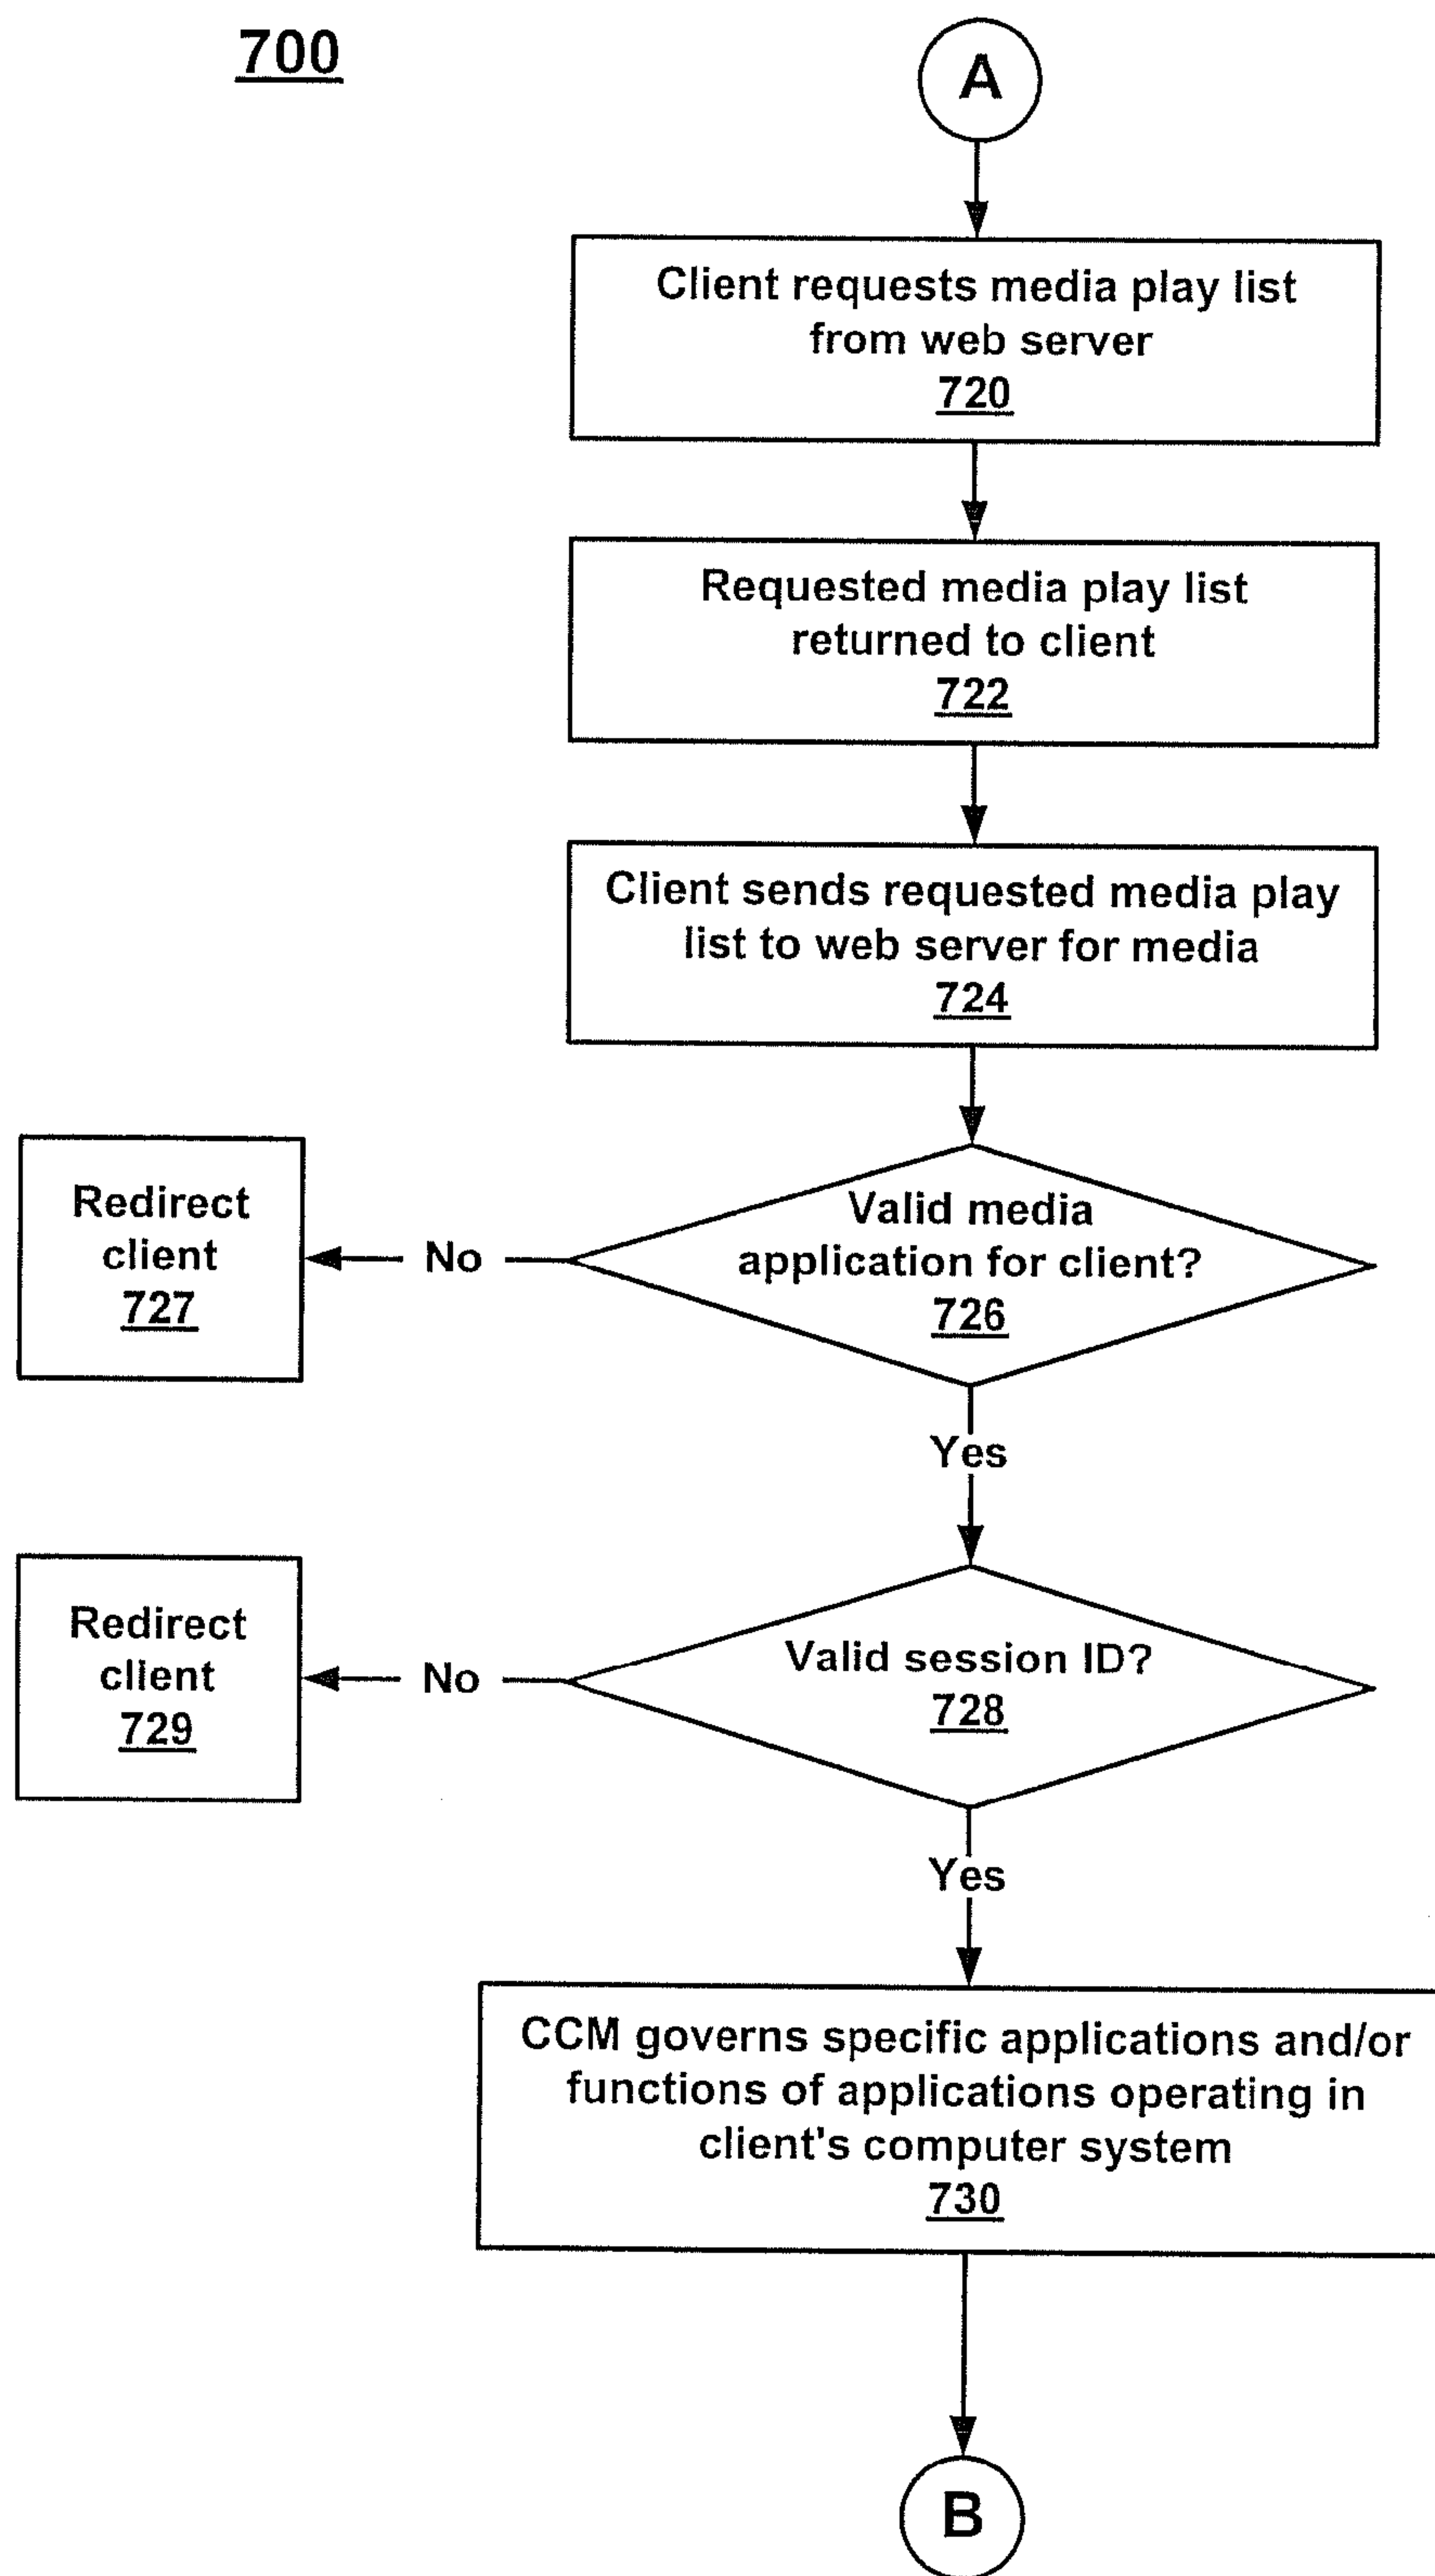 700
A
Client requests media play list
from web server
720
Requested media play list
returned to client
722
Client sends requested media play
list to web server for media
724
Valid media
application for client?
726
No
Redirect
client
727
Yes
Valid session ID?
728
No
Redirect
client
729
Yes
CCM governs specific applications and/or
functions of applications operating in
client's computer system
730
B